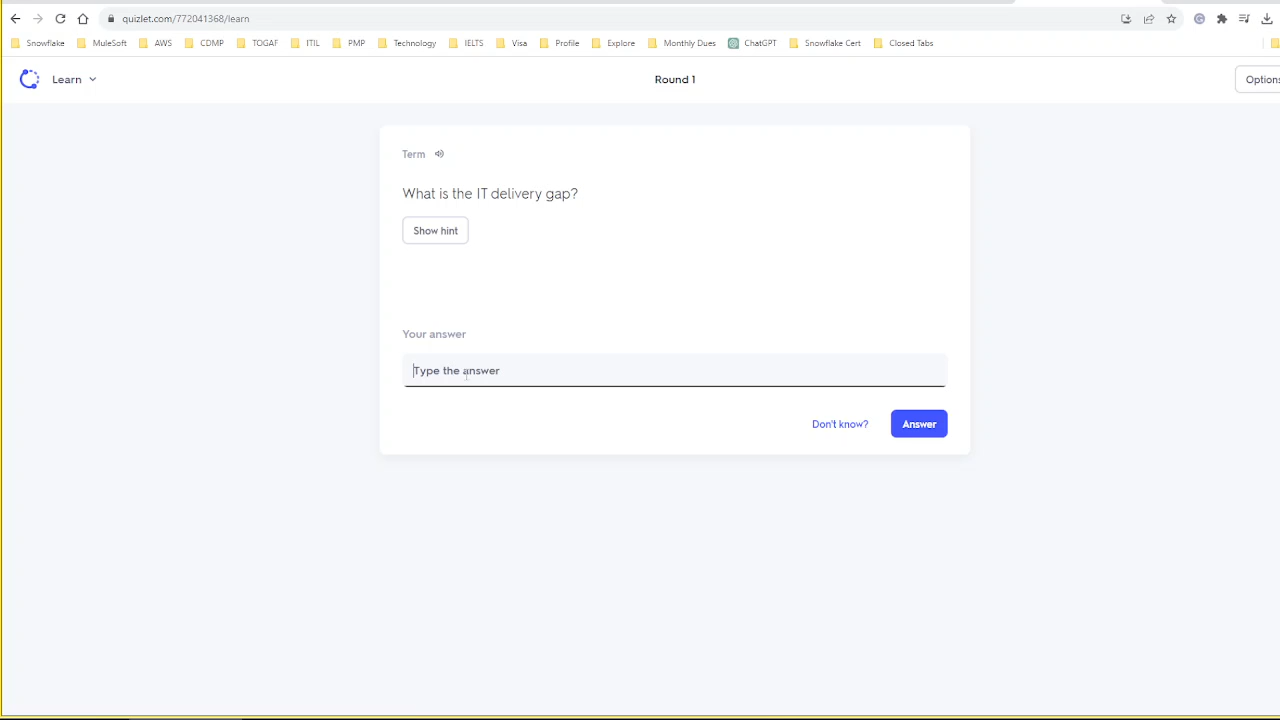 quizlet.com/772041368/learn
Snowflake MuleSoft AWS CDMP TOGAF ITIL PMP Technology IELTS Visa Profile Explore Monthly Dues ChatGPT Snowflake Cert Closed Tabs
Learn Round 1 Options
Term
What is the IT delivery gap?
Show hint
Your answer
Type the answer
Don't know? Answer